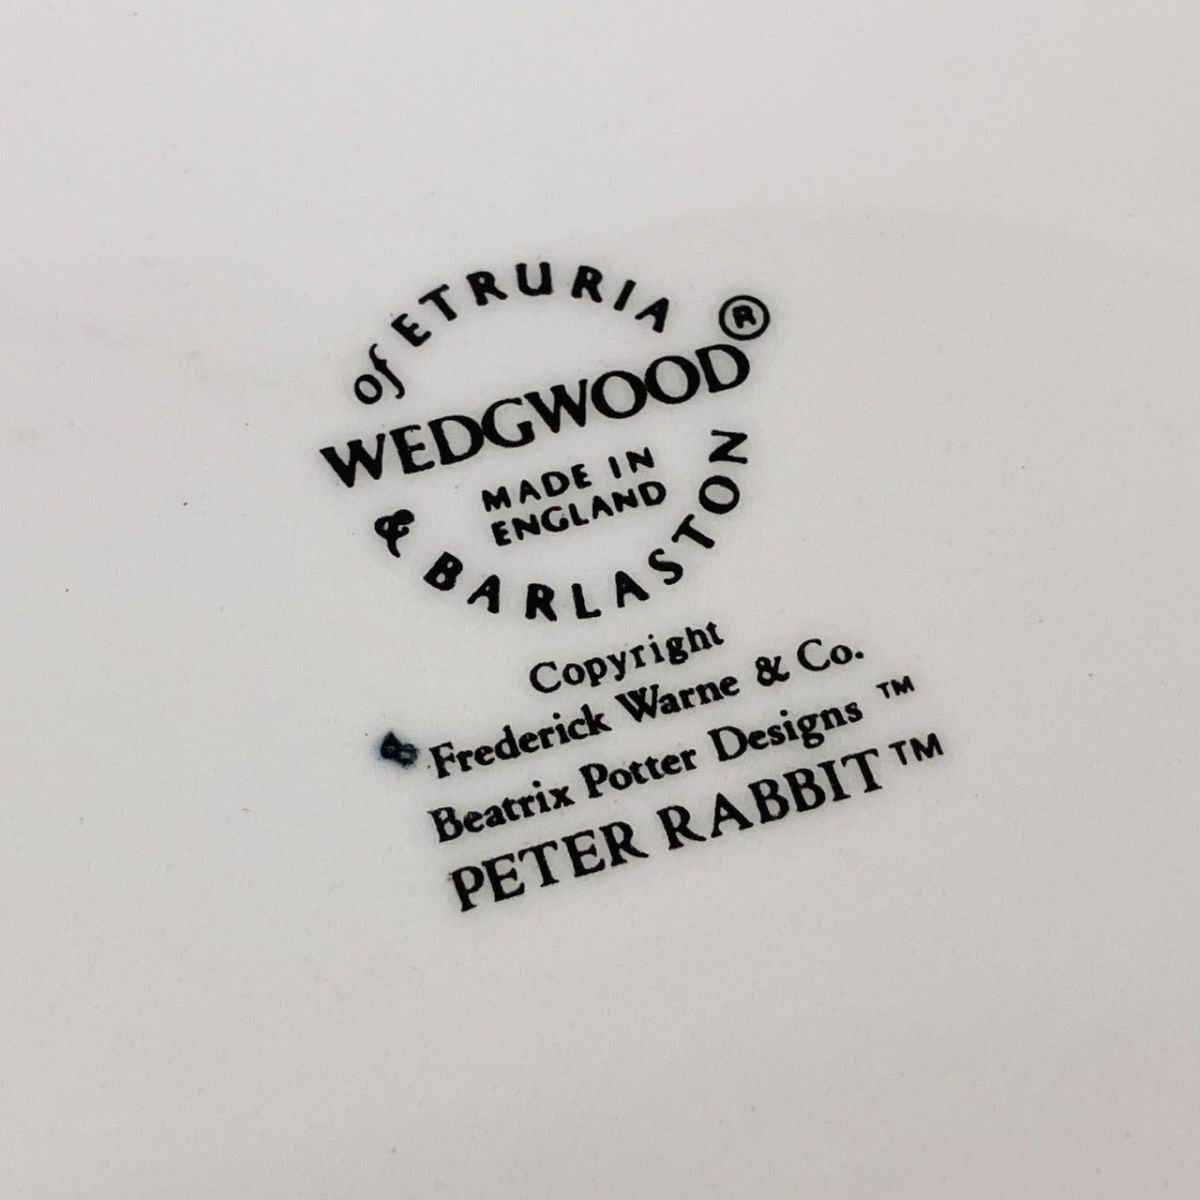 of ETRURIA
WEDGWOOD ®
MADE IN
ENGLAND
& BARLASTON
Copyright
Frederick Warne & Co.
Beatrix Potter Designs ™
PETER RABBIT ™